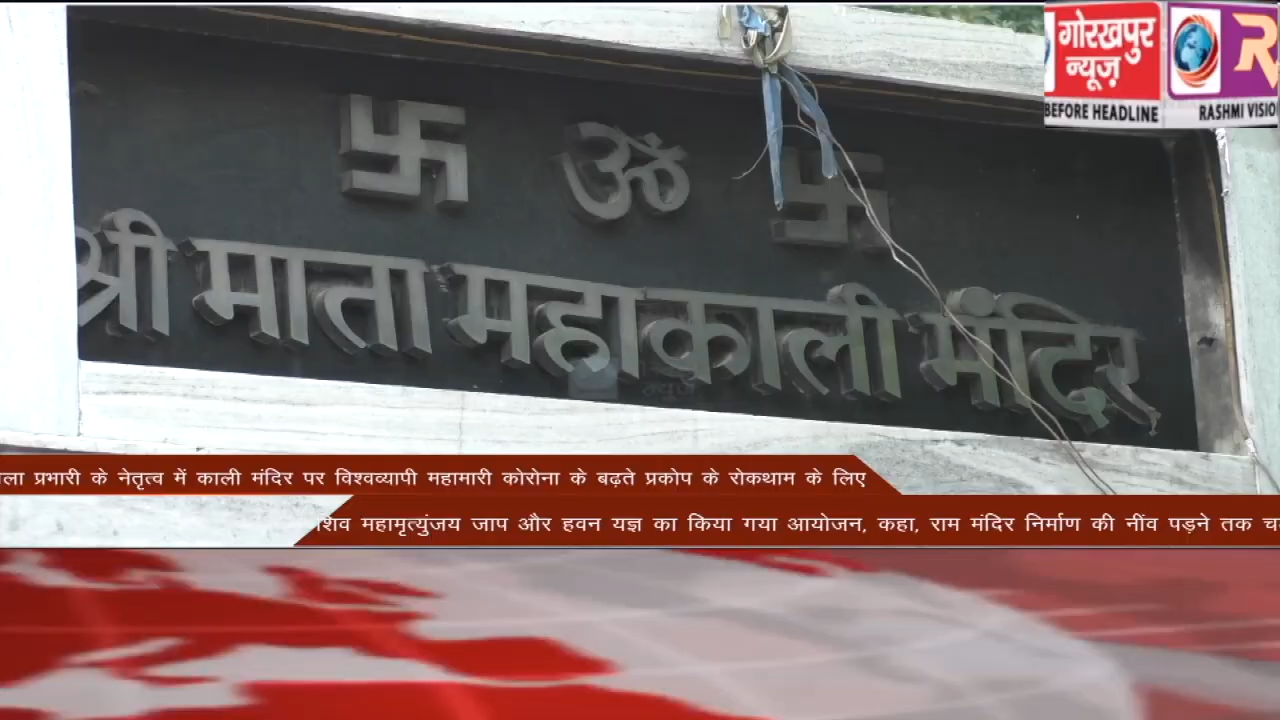 गोरखपुर
न्यूज़
BEFORE HEADLINE
RASHMI VISIO
ॐ
श्री माता महाकाली मंदिर
न्यूज़
ला प्रभारी के नेतृत्व में काली मंदिर पर विश्वव्यापी महामारी कोरोना के बढ़ते प्रकोप के रोकथाम के लिए
शिव महामृत्युंजय जाप और हवन यज्ञ का किया गया आयोजन, कहा, राम मंदिर निर्माण की नींव पड़ने तक च